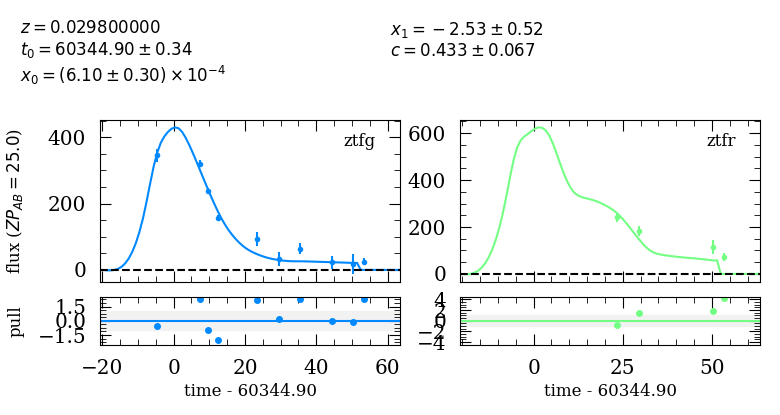 z = 0.029800000
t0 = 60344.90 ± 0.34
x0 = (6.10 ± 0.30) × 10^−4
x1 = −2.53 ± 0.52
c = 0.433 ± 0.067
flux (ZP_AB = 25.0)
400
200
0
ztfg
600
400
200
0
ztfr
pull
1.5
0.0
−1.5
−20 0 20 40 60
time - 60344.90
4
2
0
−2
−4
0 25 50
time - 60344.90